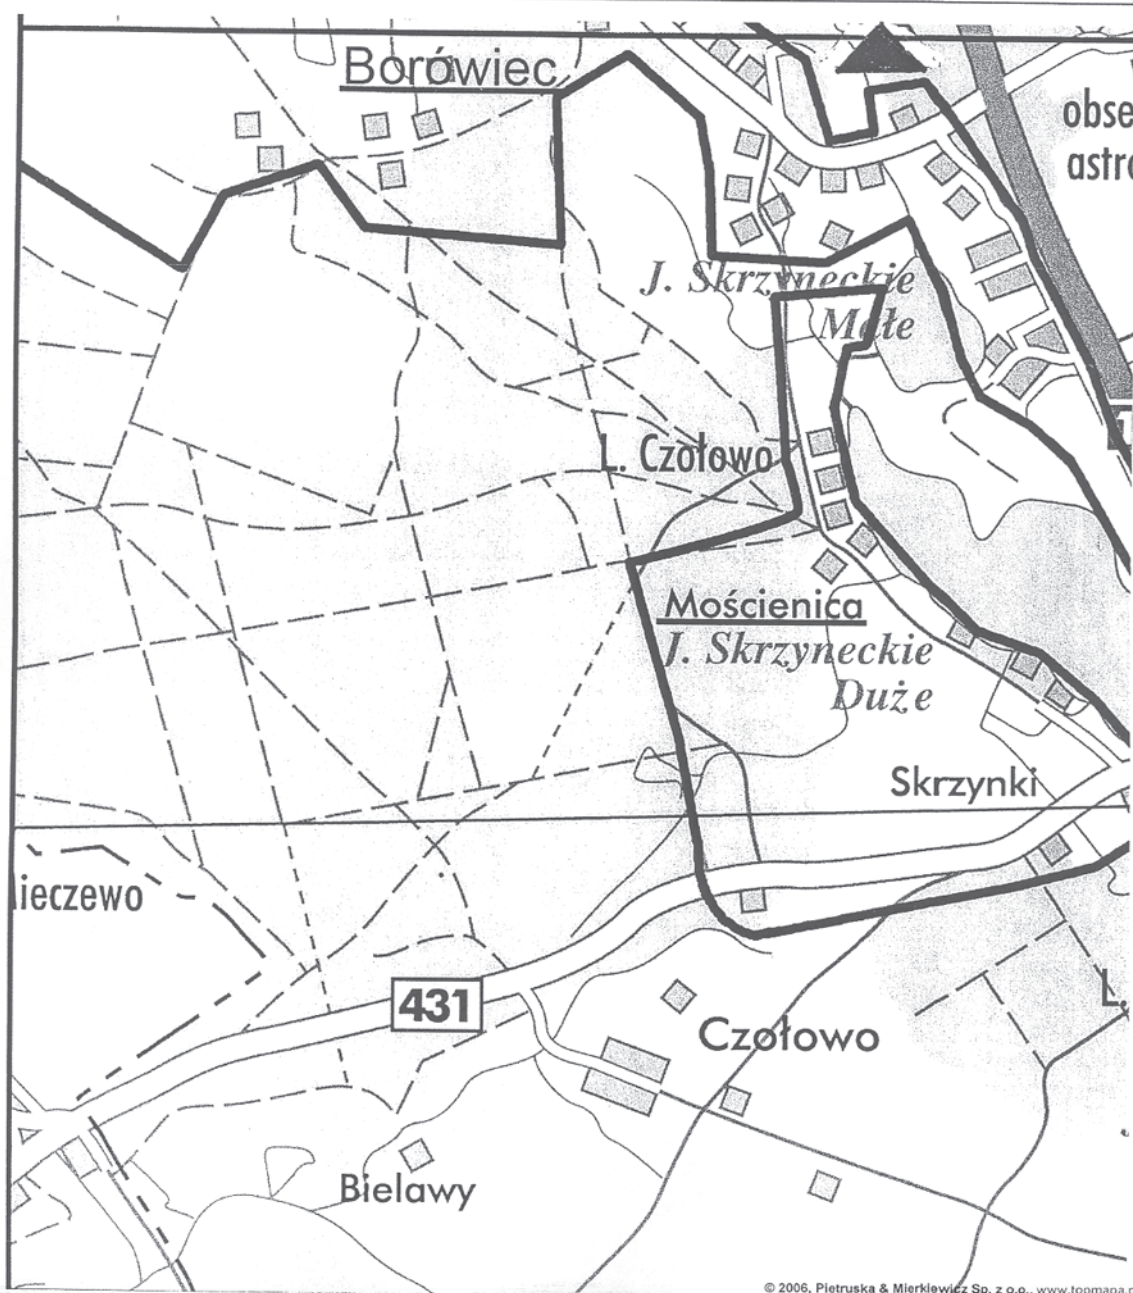 Borówiec
obse
astro
J. Skrzyneckie
Małe
L. Czołowo
Mościenica
J. Skrzyneckie
Duże
Skrzynki
ieczewo
431
L.
Czołowo
Bielawy
© 2006, Pietruska & Mierkiewicz Sp. z o.o., www.topmapa.p